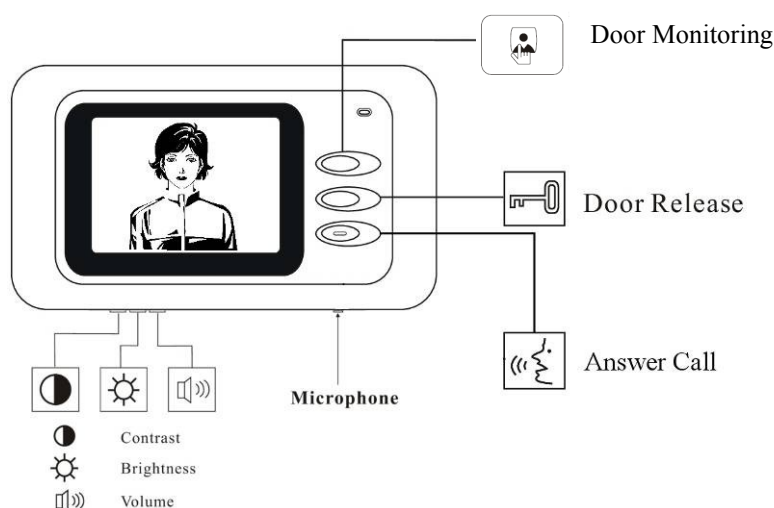 Door Monitoring
Door Release
Answer Call
Microphone
Contrast
Brightness
Volume